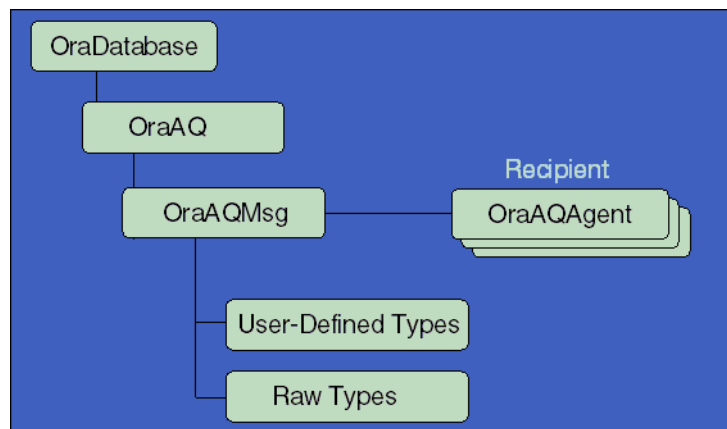 OraDatabase
OraAQ
Recipient
OraAQMsg
OraAQAgent
User-Defined Types
Raw Types